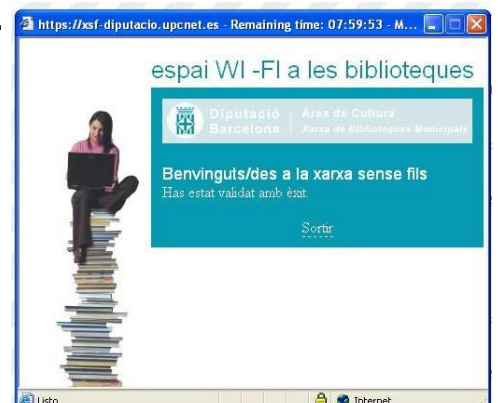 https://xsf-diputacio.upcnet.es - Remaining time: 07:59:53 - M...
espai WI -FI a les biblioteques
Diputació
Barcelona
Àrea de Cultura
Xarxa de Biblioteques Municipals
Benvinguts/des a la xarxa sense fils
Has estat validat amb èxit.
Sortir
Listo
Internet